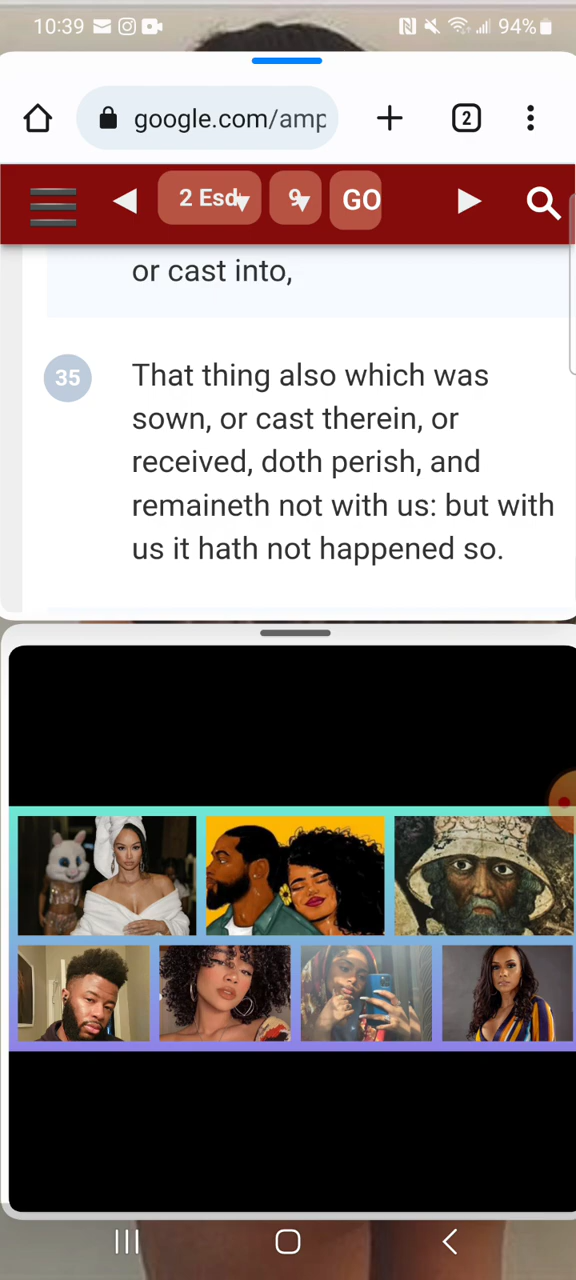 10:39 94%
google.com/amp 2
2 Esd 9 GO
or cast into,
35 That thing also which was
sown, or cast therein, or
received, doth perish, and
remaineth not with us: but with
us it hath not happened so.